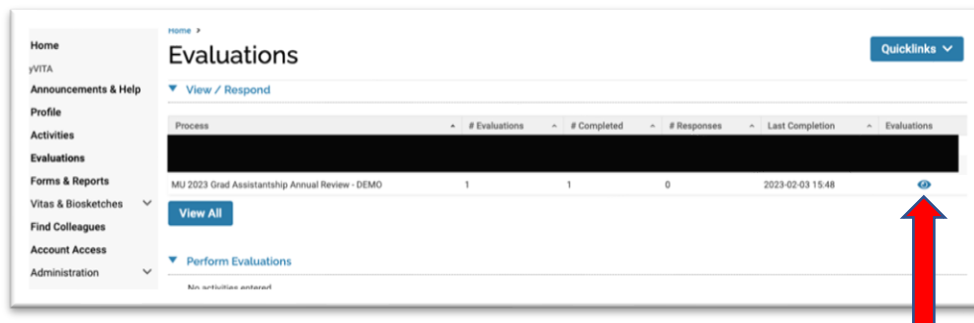 Home >
Evaluations
Quicklinks
Home
yVITA
Announcements & Help
Profile
Activities
Evaluations
Forms & Reports
Vitas & Biosketches
Find Colleagues
Account Access
Administration
View / Respond
Process # Evaluations # Completed # Responses Last Completion Evaluations
MU 2023 Grad Assistantship Annual Review - DEMO 1 1 0 2023-02-03 15:48
View All
Perform Evaluations
No activities entered